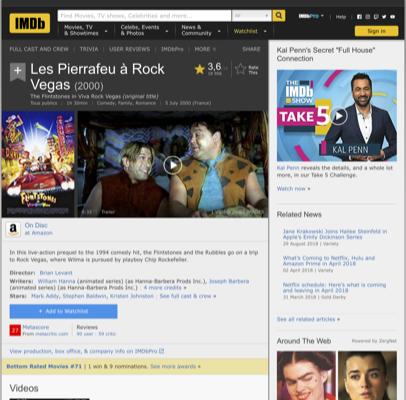 IMDb
Find Movies, TV shows, Celebrities and more...
All
IMDbPro
Help
Movies, TV
& Showtimes
Celebs, Events
& Photos
News &
Community
Watchlist
Sign in
FULL CAST AND CREW
TRIVIA
USER REVIEWS
IMDbPro
MORE
SHARE
Les Pierrafeu à Rock
Vegas (2000)
The Flintstones in Viva Rock Vegas (original title)
Tous publics | 1h 30min | Comedy, Family, Romance | 5 July 2000 (France)
3,6
Rate
This
Trailer
On Disc
at Amazon
In this live-action prequel to the 1994 comedy hit, the Flintstones and the Rubbles go on a trip
to Rock Vegas, where Wilma is pursued by playboy Chip Rockefeller.
Director: Brian Levant
Writers: William Hanna (animated series) (as Hanna-Barbera Prods Inc.), Joseph Barbera
(animated series) (as Hanna-Barbera Prods Inc.) | 4 more credits »
Stars: Mark Addy, Stephen Baldwin, Kristen Johnston | See full cast & crew »
+ Add to Watchlist
27
Metascore
From metacritic.com
Reviews
90 user | 59 critic
View production, box office, & company info on IMDbPro
Bottom Rated Movies #71 | 1 win & 9 nominations. See more awards »
Videos
Kal Penn's Secret "Full House"
Connection
THE
IMDb
SHOW
TAKE 5
KAL PENN
Kal Penn reveals the details, and a whole lot
more, in our Take 5 Challenge.
Watch now »
Related News
Jane Krakowski Joins Hailee Steinfeld in
Apple's Emily Dickinson Series
29 August 2018 | Variety
What's Coming to Netflix, Hulu and
Amazon Prime in April 2018
02 April 2018 | Variety
Netflix schedule: Here's what is coming
and leaving in April 2018
31 March 2018 | Gold Derby
See all related articles »
Around The Web
Powered by ZergNet